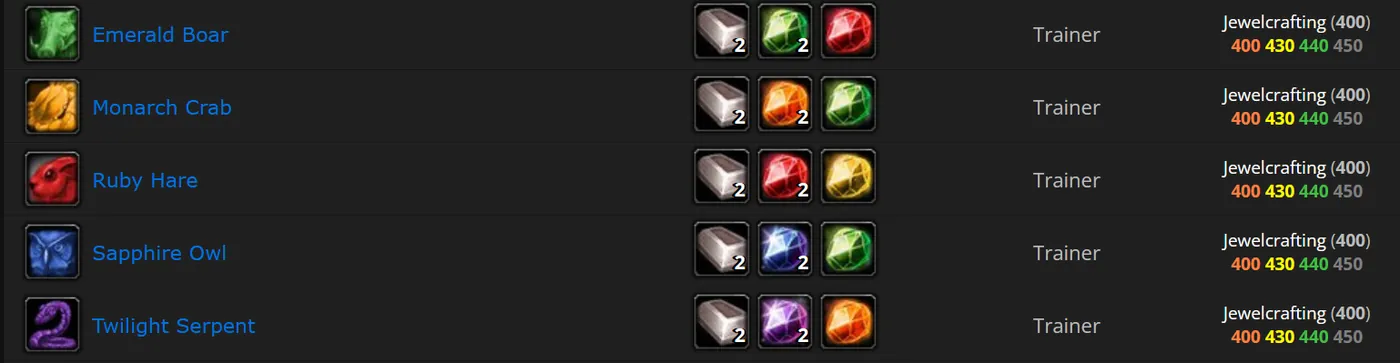 Emerald Boar 2 2 Trainer Jewelcrafting (400)
400 430 440 450
Monarch Crab 2 2 Trainer Jewelcrafting (400)
400 430 440 450
Ruby Hare 2 2 Trainer Jewelcrafting (400)
400 430 440 450
Sapphire Owl 2 2 Trainer Jewelcrafting (400)
400 430 440 450
Twilight Serpent 2 2 Trainer Jewelcrafting (400)
400 430 440 450